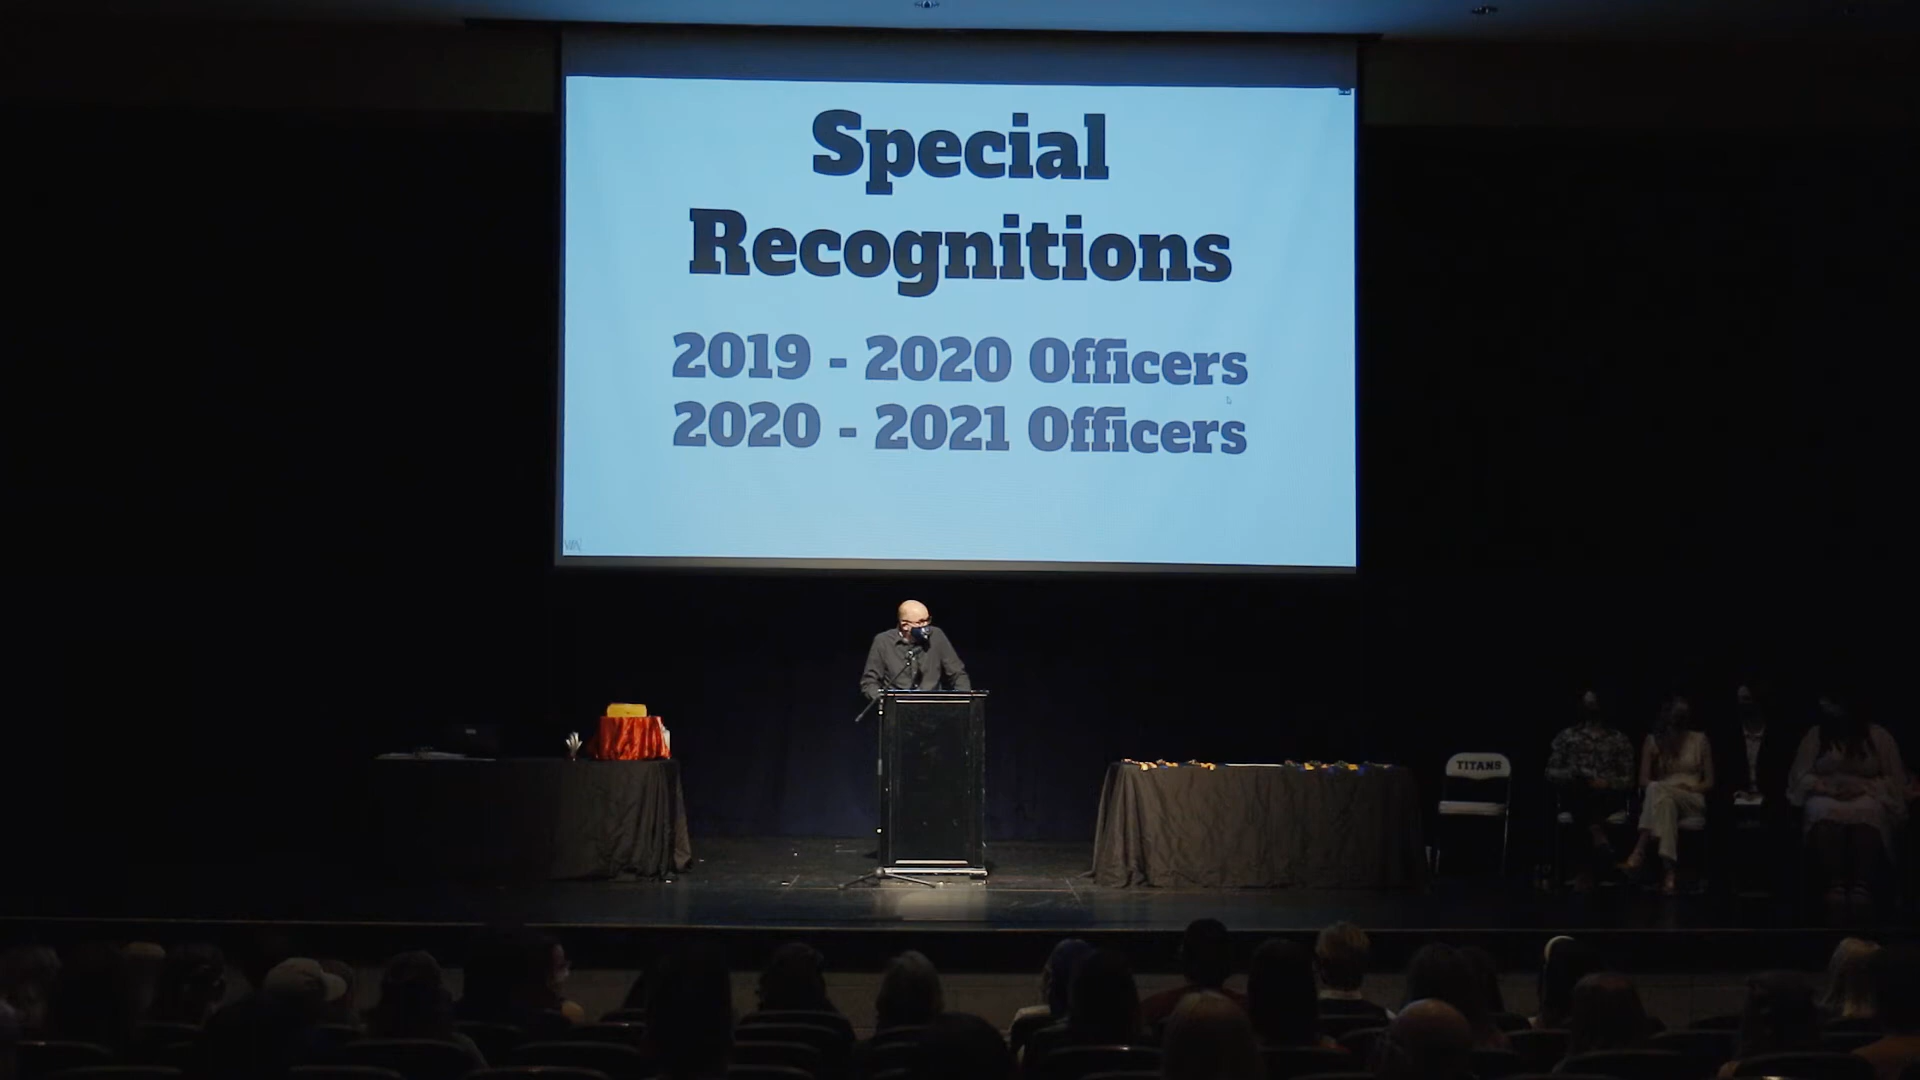 Special
Recognitions
2019 - 2020 Officers
2020 - 2021 Officers
TITANS